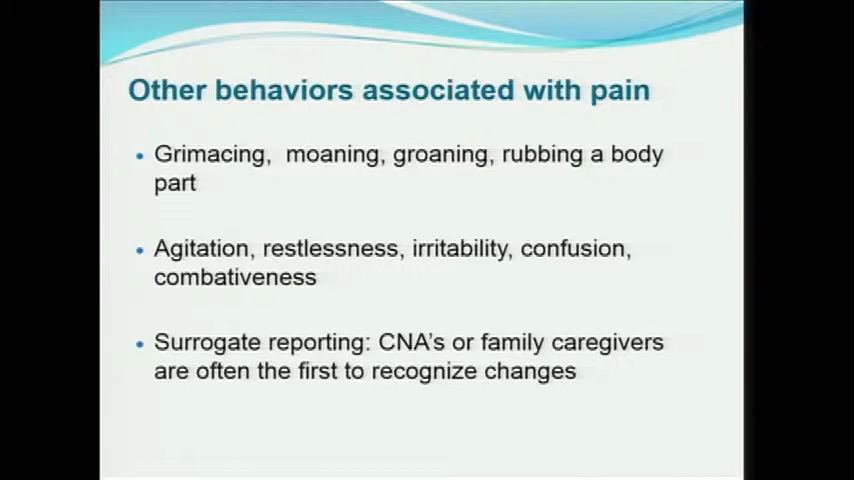 Other behaviors associated with pain
• Grimacing,  moaning, groaning, rubbing a body
part
• Agitation, restlessness, irritability, confusion,
combativeness
• Surrogate reporting: CNA's or family caregivers
are often the first to recognize changes